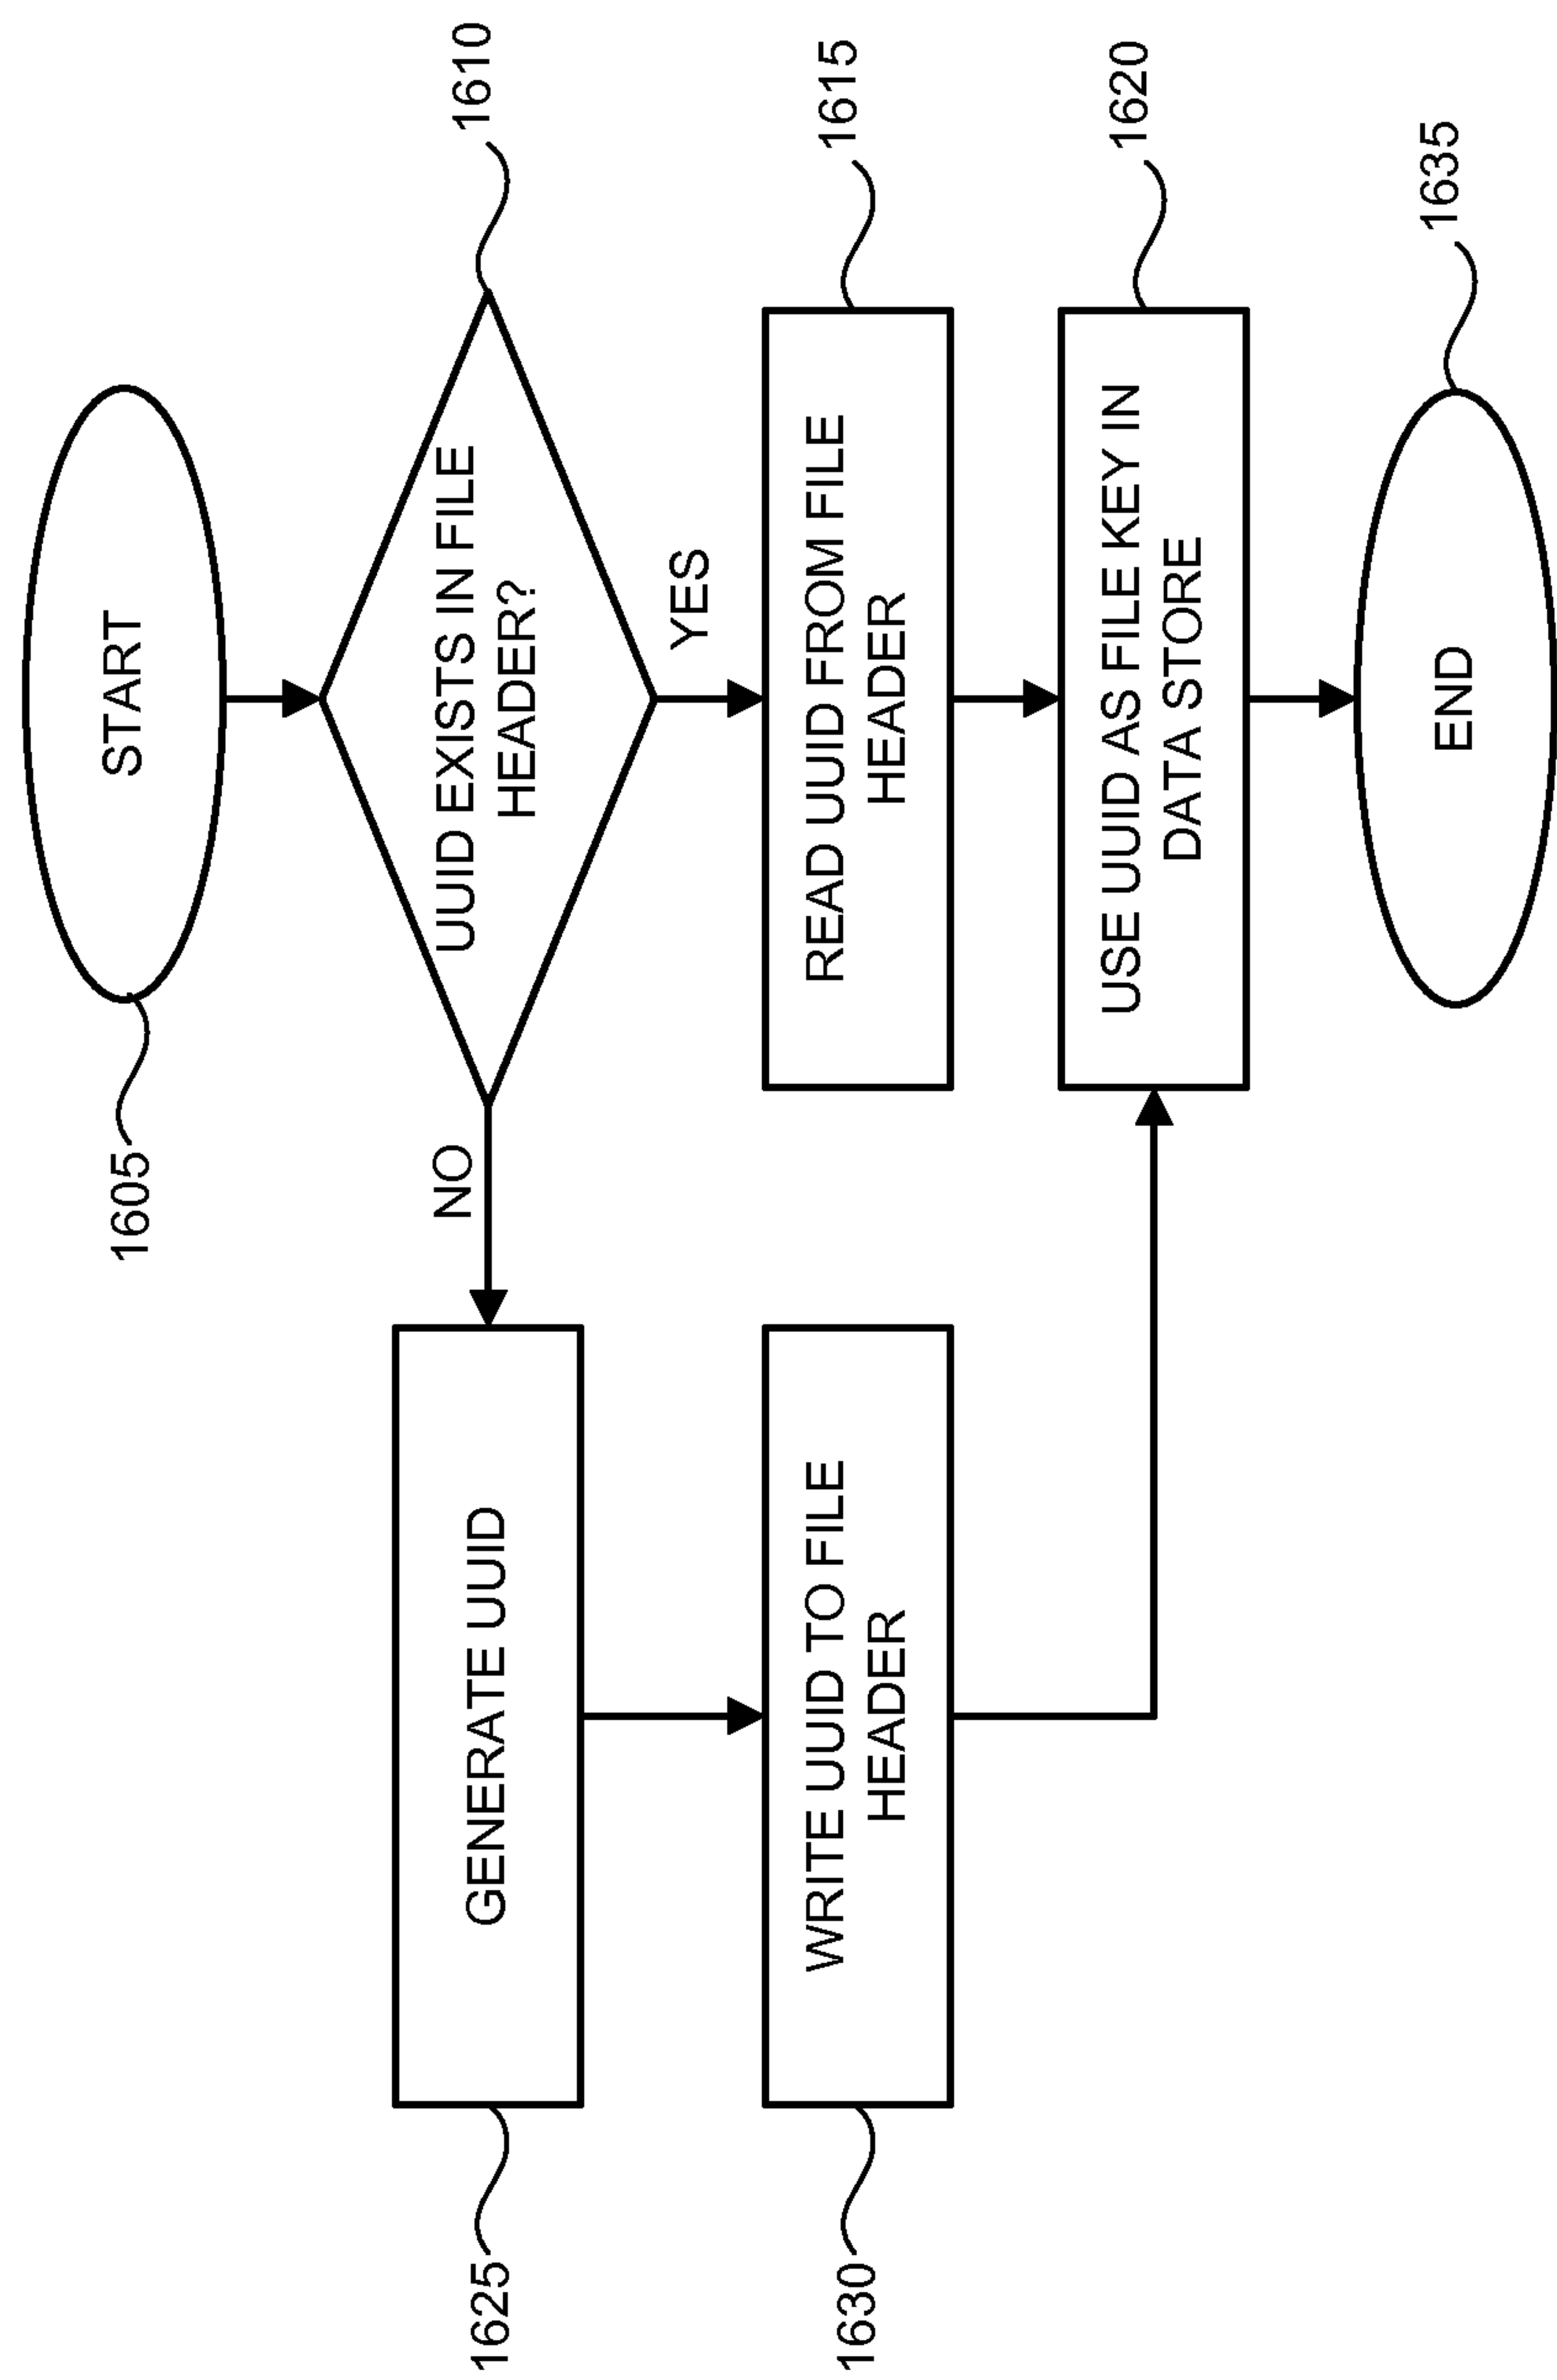 START
1605
1610
UUID EXISTS IN FILE
HEADER?
NO
YES
GENERATE UUID
1625
READ UUID FROM FILE
HEADER
1615
WRITE UUID TO FILE
HEADER
1630
USE UUID AS FILE KEY IN
DATA STORE
1620
END
1635